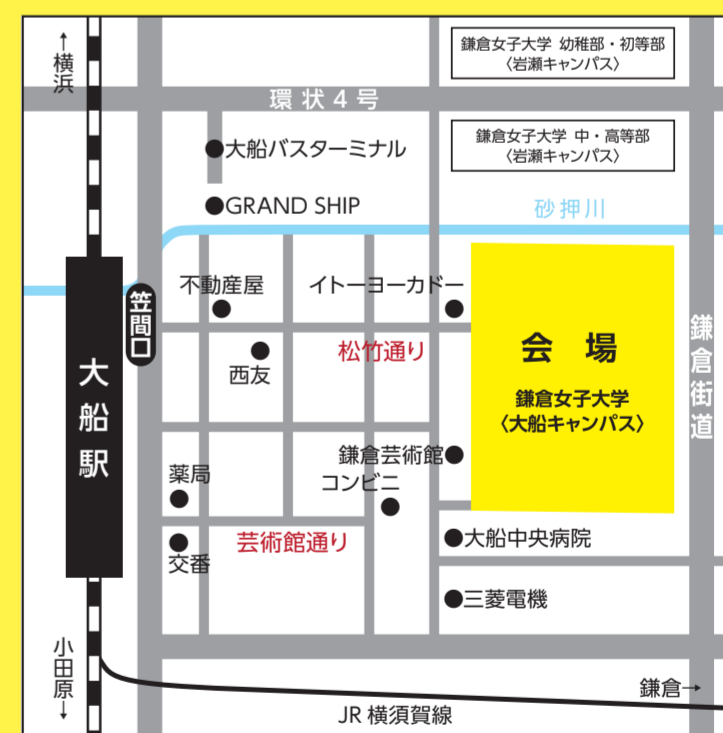 ↑横浜
鎌倉女子大学 幼稚部・初等部
〈岩瀬キャンパス〉
環状4号
●大船バスターミナル
鎌倉女子大学 中・高等部
〈岩瀬キャンパス〉
●GRAND SHIP
砂押川
不動産屋
イトーヨーカドー
笠間口
松竹通り
西友
会場
鎌倉女子大学
〈大船キャンパス〉
鎌倉街道
大船駅
鎌倉芸術館●
薬局
コンビニ
芸術館通り
●大船中央病院
交番
●三菱電機
小田原↓
鎌倉→
JR 横須賀線